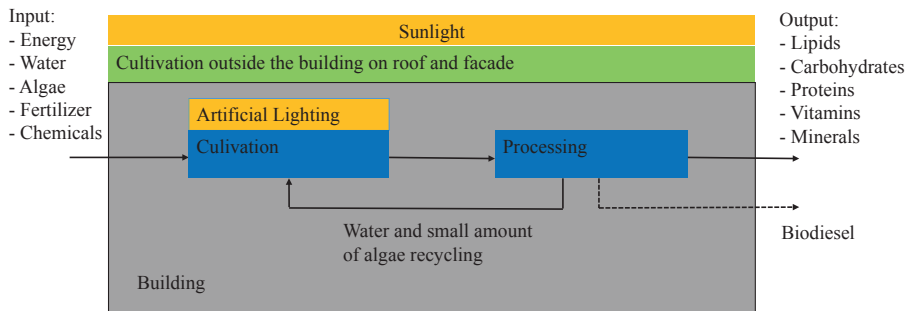 Input:
- Energy
- Water
- Algae
- Fertilizer
- Chemicals
Sunlight
Cultivation outside the building on roof and facade
Artificial Lighting
Culivation
Processing
Water and small amount
of algae recycling
Building
Output:
- Lipids
- Carbohydrates
- Proteins
- Vitamins
- Minerals
Biodiesel